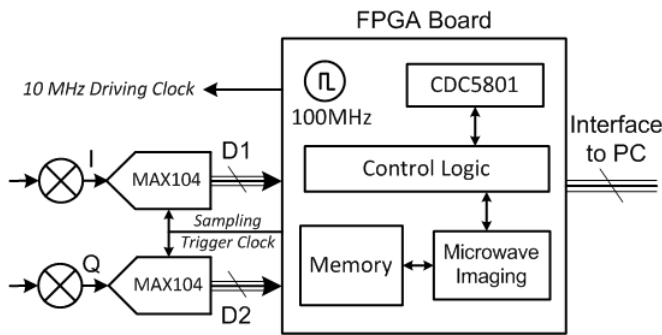 FPGA Board
10 MHz Driving Clock
100MHz
CDC5801
Interface
to PC
I
MAX104
D1
Control Logic
Sampling
Trigger Clock
Q
MAX104
D2
Memory
Microwave
Imaging